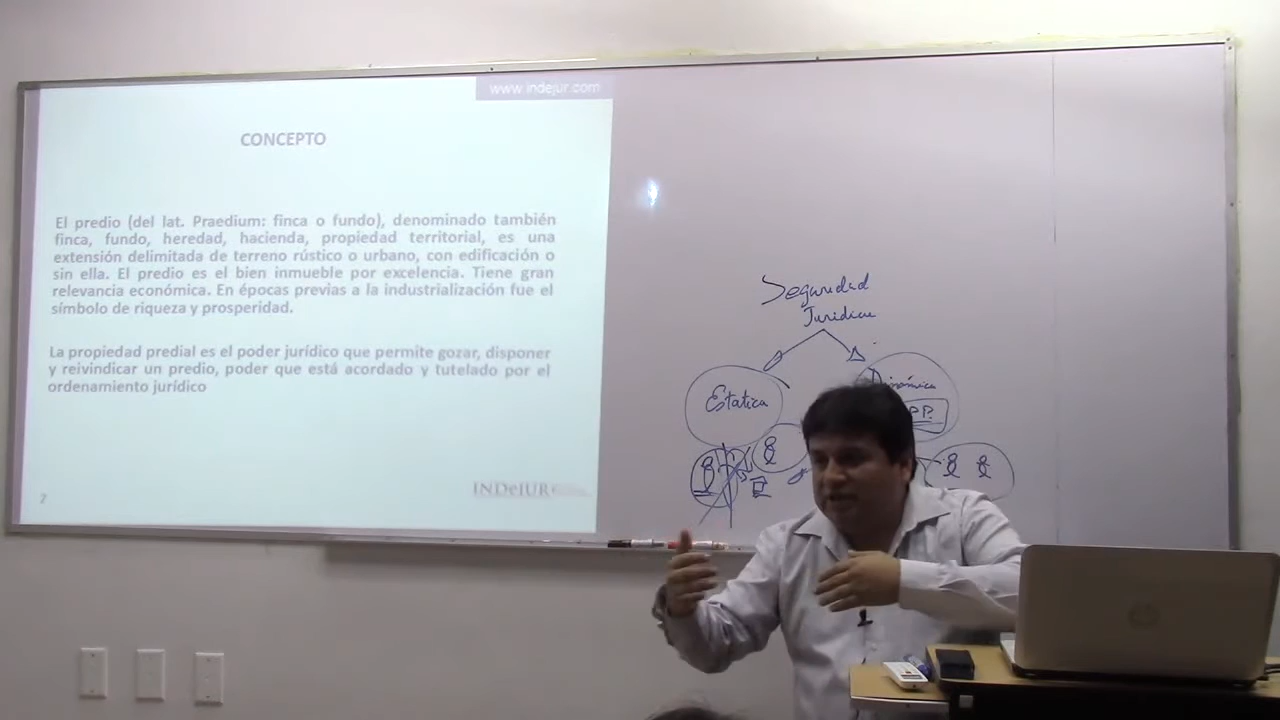 www.indejur.com
CONCEPTO
El predio (del lat. Praedium: finca o fundo), denominado también
finca, fundo, heredad, hacienda, propiedad territorial, es una
extensión delimitada de terreno rústico o urbano, con edificación o
sin ella. El predio es el bien inmueble por excelencia. Tiene gran
relevancia económica. En épocas previas a la industrialización fue el
símbolo de riqueza y prosperidad.
La propiedad predial es el poder jurídico que permite gozar, disponer
y reivindicar un predio, poder que está acordado y tutelado por el
ordenamiento jurídico
INDeJUR
Seguridad
Jurídica
Estática
Dinámica
P.P.
hp